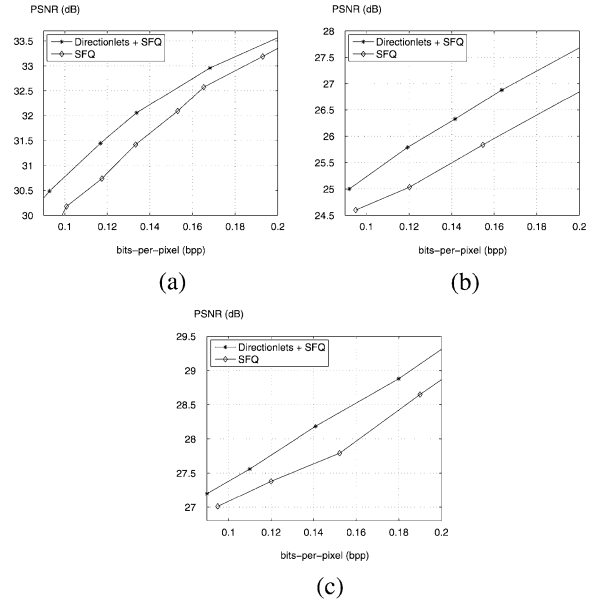 PSNR (dB)
Directionlets + SFQ
SFQ
33.5
33
32.5
32
31.5
31
30.5
30
0.1 0.12 0.14 0.16 0.18 0.2
bits-per-pixel (bpp)
(a)
PSNR (dB)
Directionlets + SFQ
SFQ
28
27.5
27
26.5
26
25.5
25
24.5
0.1 0.12 0.14 0.16 0.18 0.2
bits-per-pixel (bpp)
(b)
PSNR (dB)
Directionlets + SFQ
SFQ
29.5
29
28.5
28
27.5
27
0.1 0.12 0.14 0.16 0.18 0.2
bits-per-pixel (bpp)
(c)